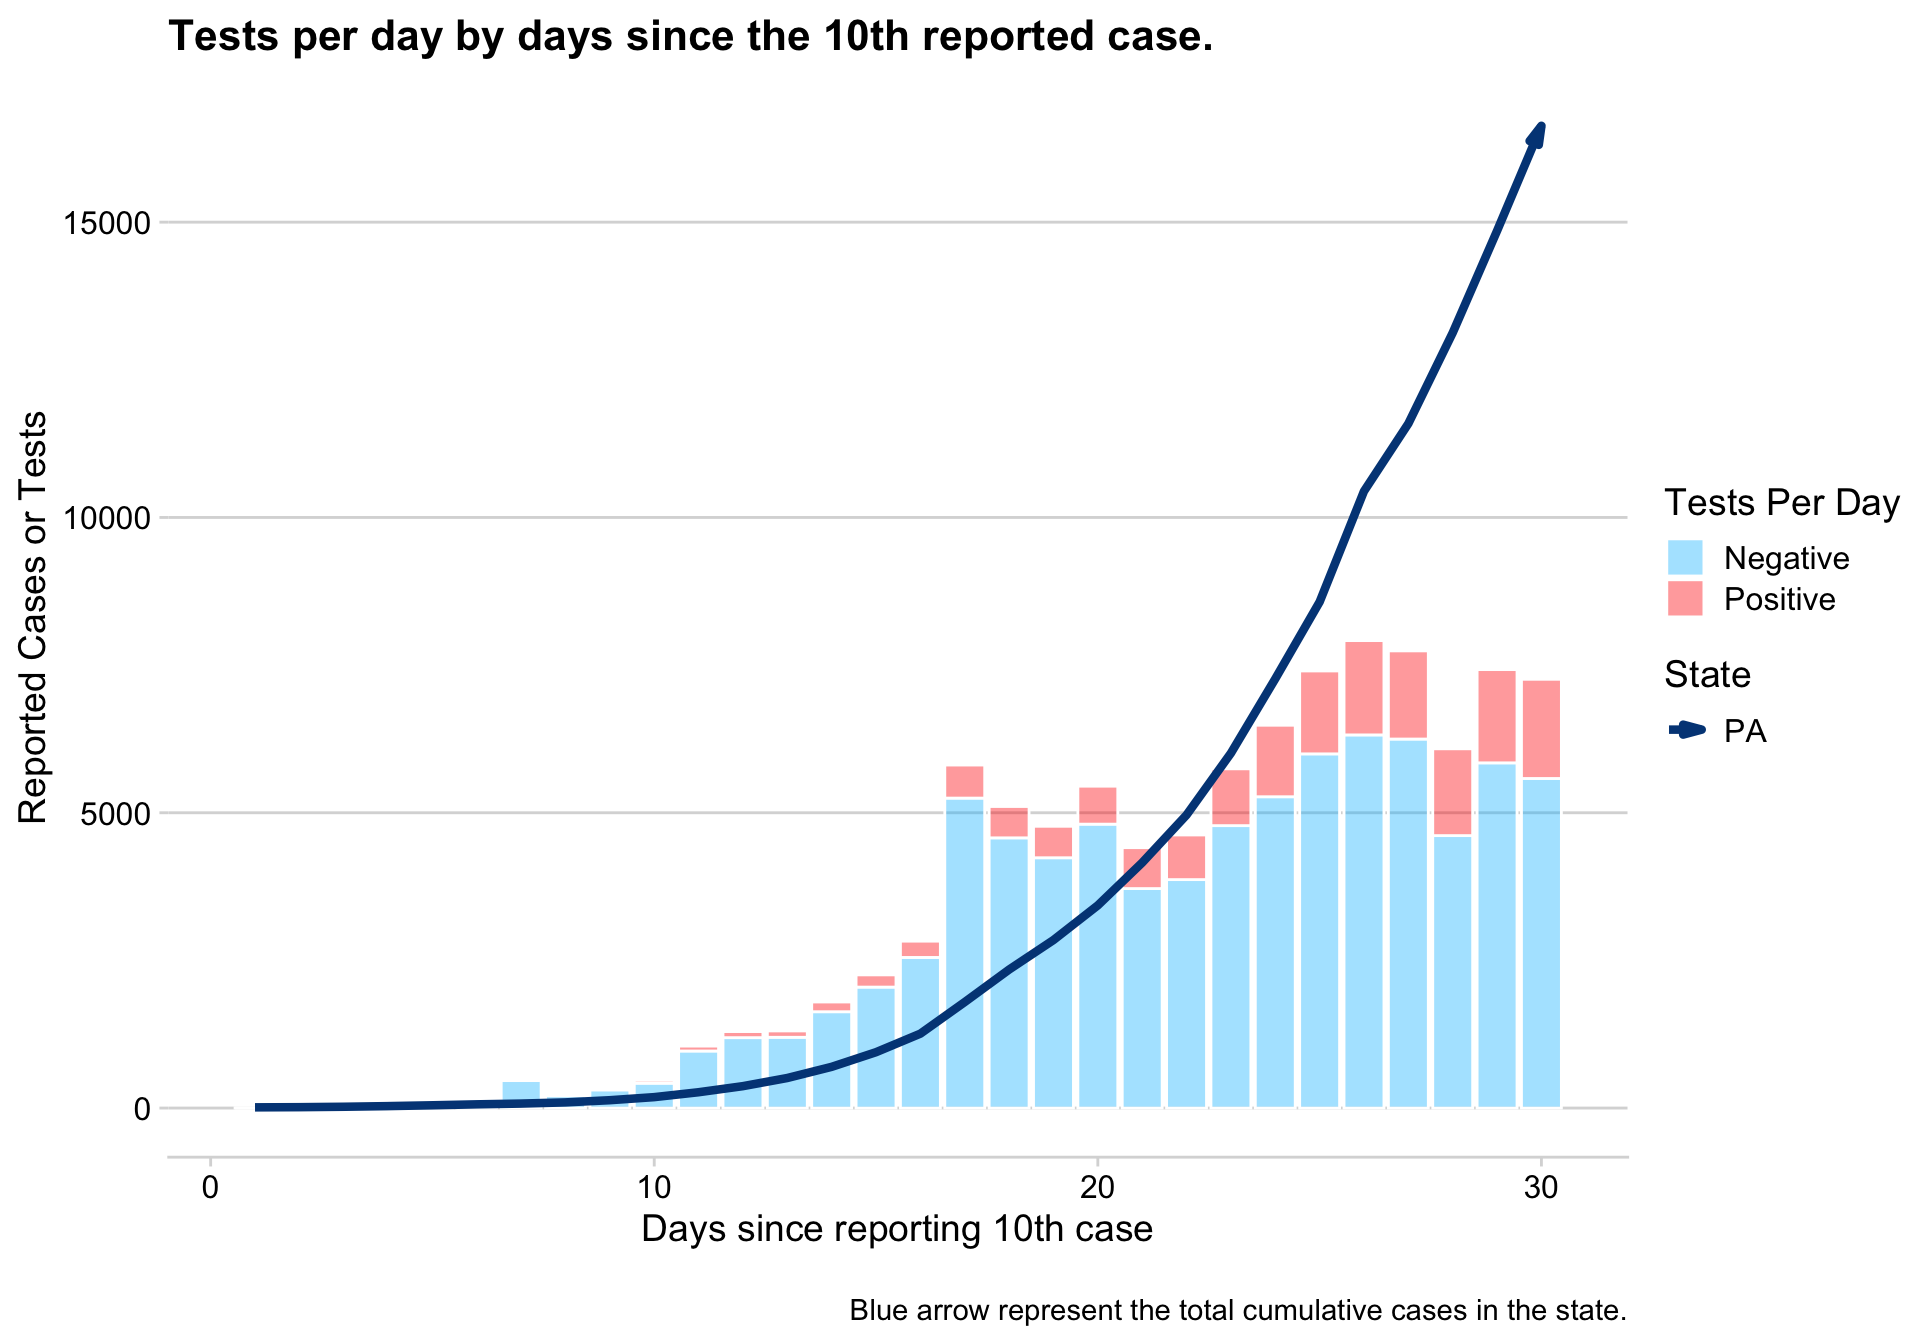 Tests per day by days since the 10th reported case.
Reported Cases or Tests
15000
10000
5000
0
0
10
20
30
Days since reporting 10th case
Tests Per Day
Negative
Positive
State
PA
Blue arrow represent the total cumulative cases in the state.